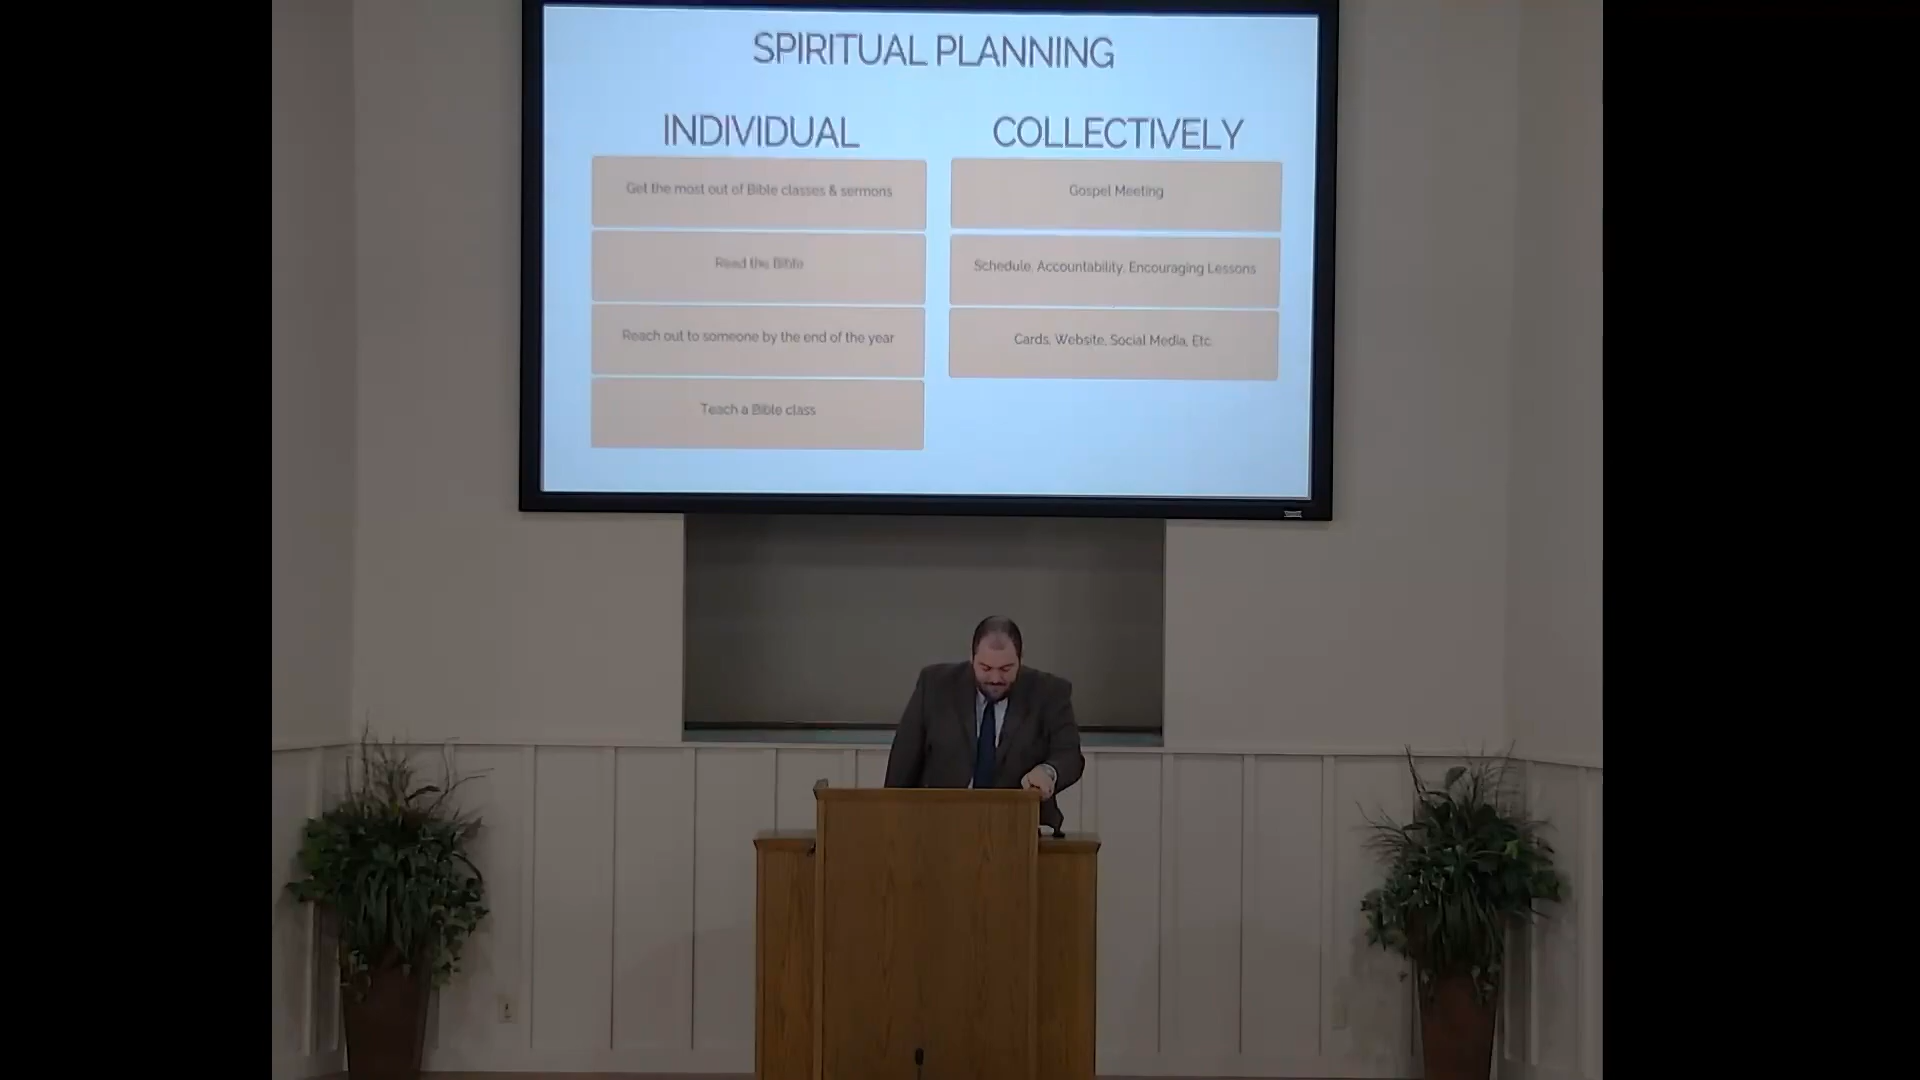 SPIRITUAL PLANNING
INDIVIDUAL
Get the most out of Bible classes & sermons
Read the Bible
Reach out to someone by the end of the year
Teach a Bible class
COLLECTIVELY
Gospel Meeting
Schedule, Accountability, Encouraging Lessons
Cards, Website, Social Media, Etc.